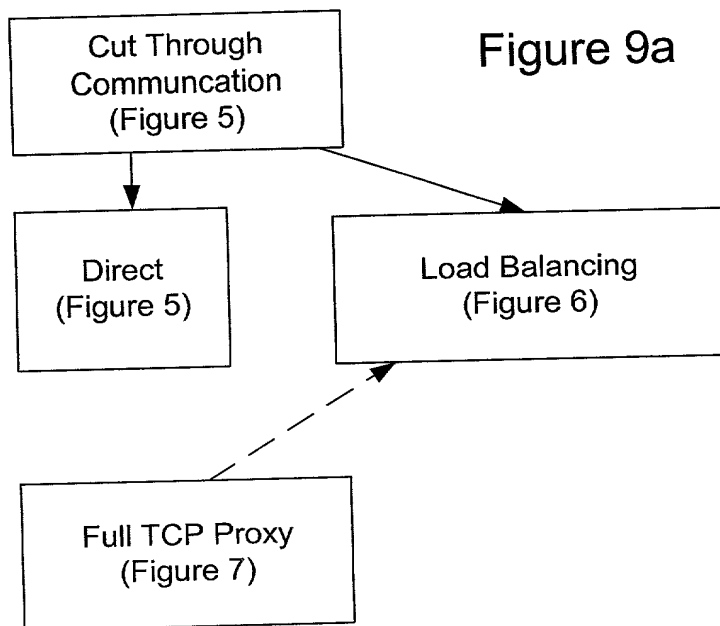 Figure 9a
Cut Through
Communcation
(Figure 5)
Direct
(Figure 5)
Load Balancing
(Figure 6)
Full TCP Proxy
(Figure 7)